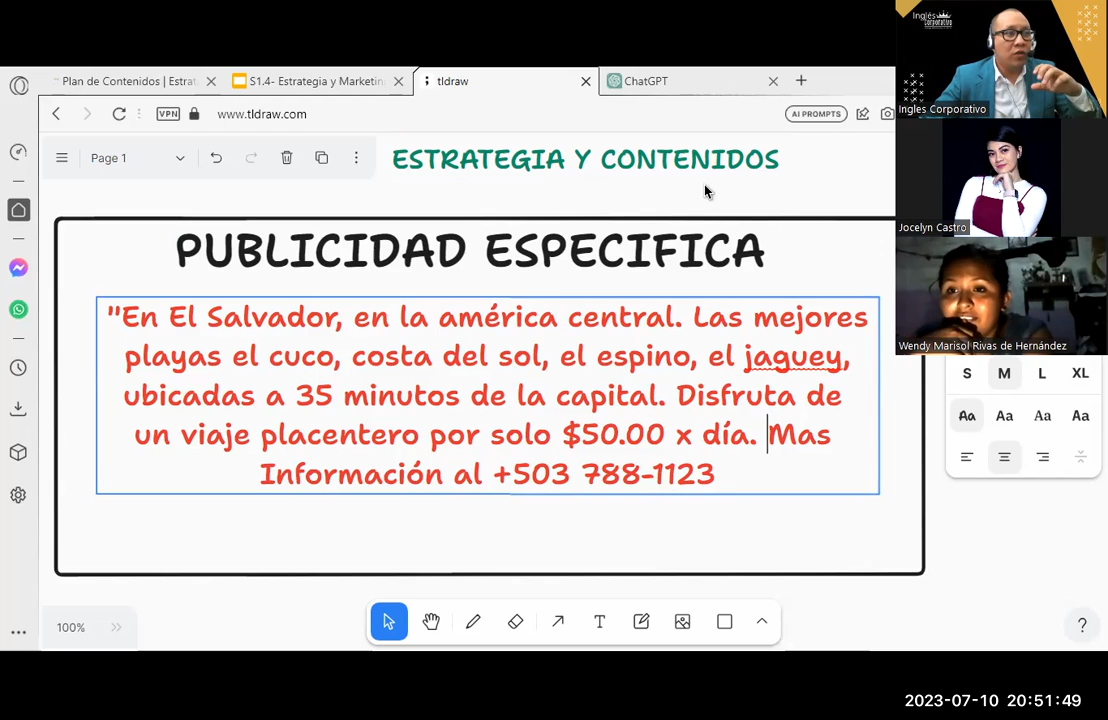 Plan de Contenidos | Estrat
S1.4- Estrategia y Marketin
tldraw
ChatGPT
VPN
www.tldraw.com
AI PROMPTS
Page 1
ESTRATEGIA Y CONTENIDOS
PUBLICIDAD ESPECIFICA
"En El Salvador, en la américa central. Las mejores
playas el cuco, costa del sol, el espino, el jaguey,
ubicadas a 35 minutos de la capital. Disfruta de
un viaje placentero por solo $50.00 x día. Mas
Información al +503 788-1123
Inglés
Corporativo
Ingles Corporativo
Jocelyn Castro
Wendy Marisol Rivas de Hernández
S M L XL
Aa Aa Aa Aa
100%
T
?
2023-07-10 20:51:49